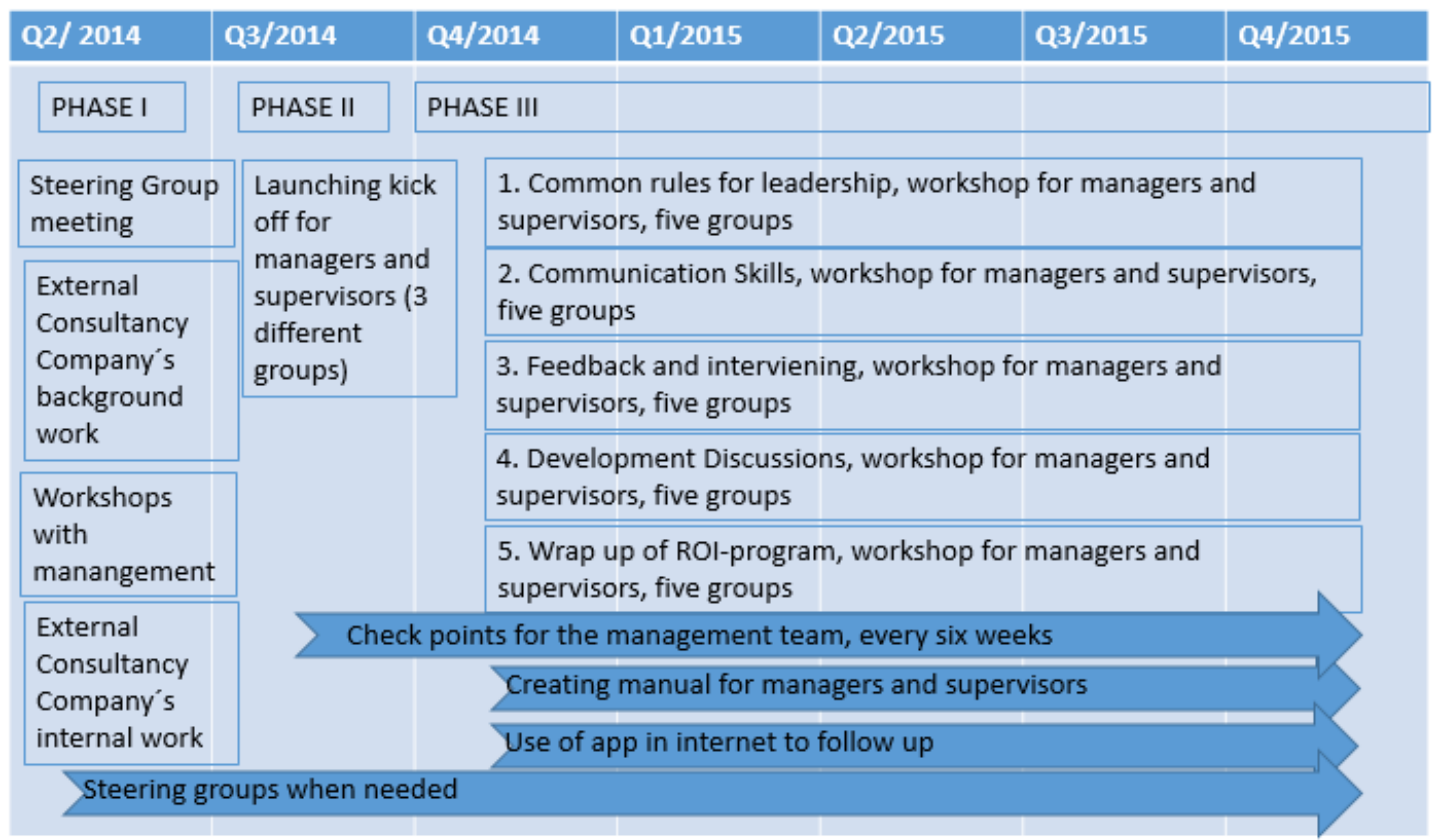 Q2/ 2014
Q3/2014
Q4/2014
Q1/2015
Q2/2015
Q3/2015
Q4/2015
PHASE I
PHASE II
PHASE III
Steering Group
meeting
External
Consultancy
Company´s
background
work
Workshops
with
manangement
External
Consultancy
Company´s
internal work
Launching kick
off for
managers and
supervisors (3
different
groups)
1. Common rules for leadership, workshop for managers and
supervisors, five groups
2. Communication Skills, workshop for managers and supervisors,
five groups
3. Feedback and interviening, workshop for managers and
supervisors, five groups
4. Development Discussions, workshop for managers and
supervisors, five groups
5. Wrap up of ROI-program, workshop for managers and
supervisors, five groups
Check points for the management team, every six weeks
Creating manual for managers and supervisors
Use of app in internet to follow up
Steering groups when needed